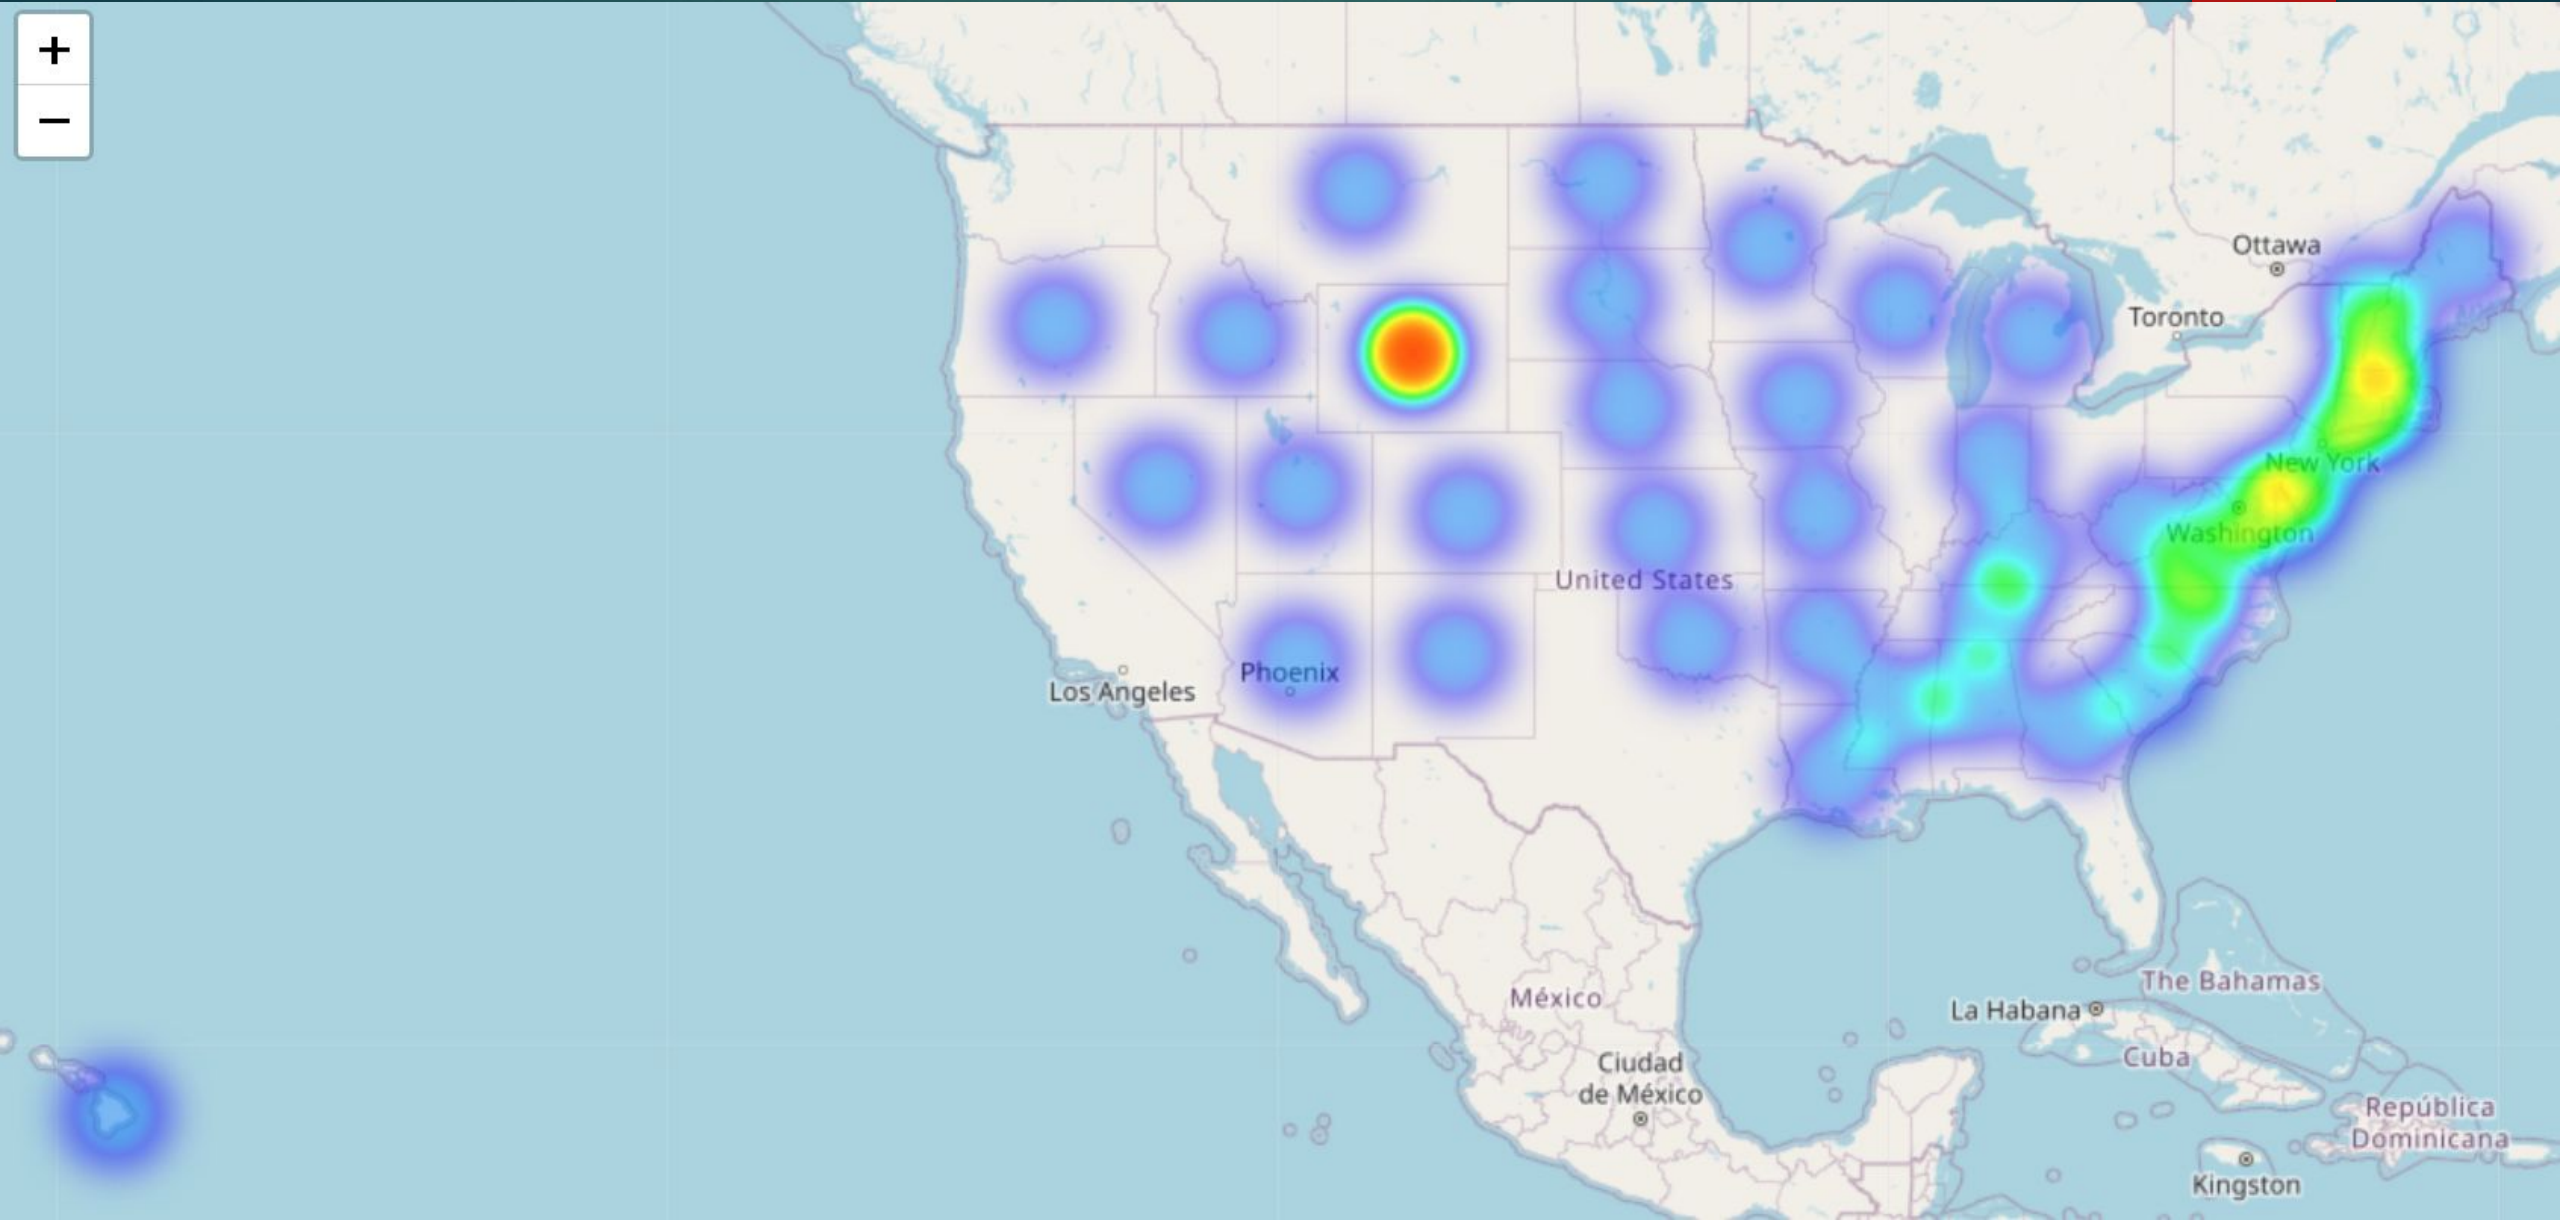 +
−
Ottawa
Toronto
New York
Washington
United States
Phoenix
Los Angeles
México
Ciudad
de México
La Habana
The Bahamas
Cuba
República
Dominicana
Kingston